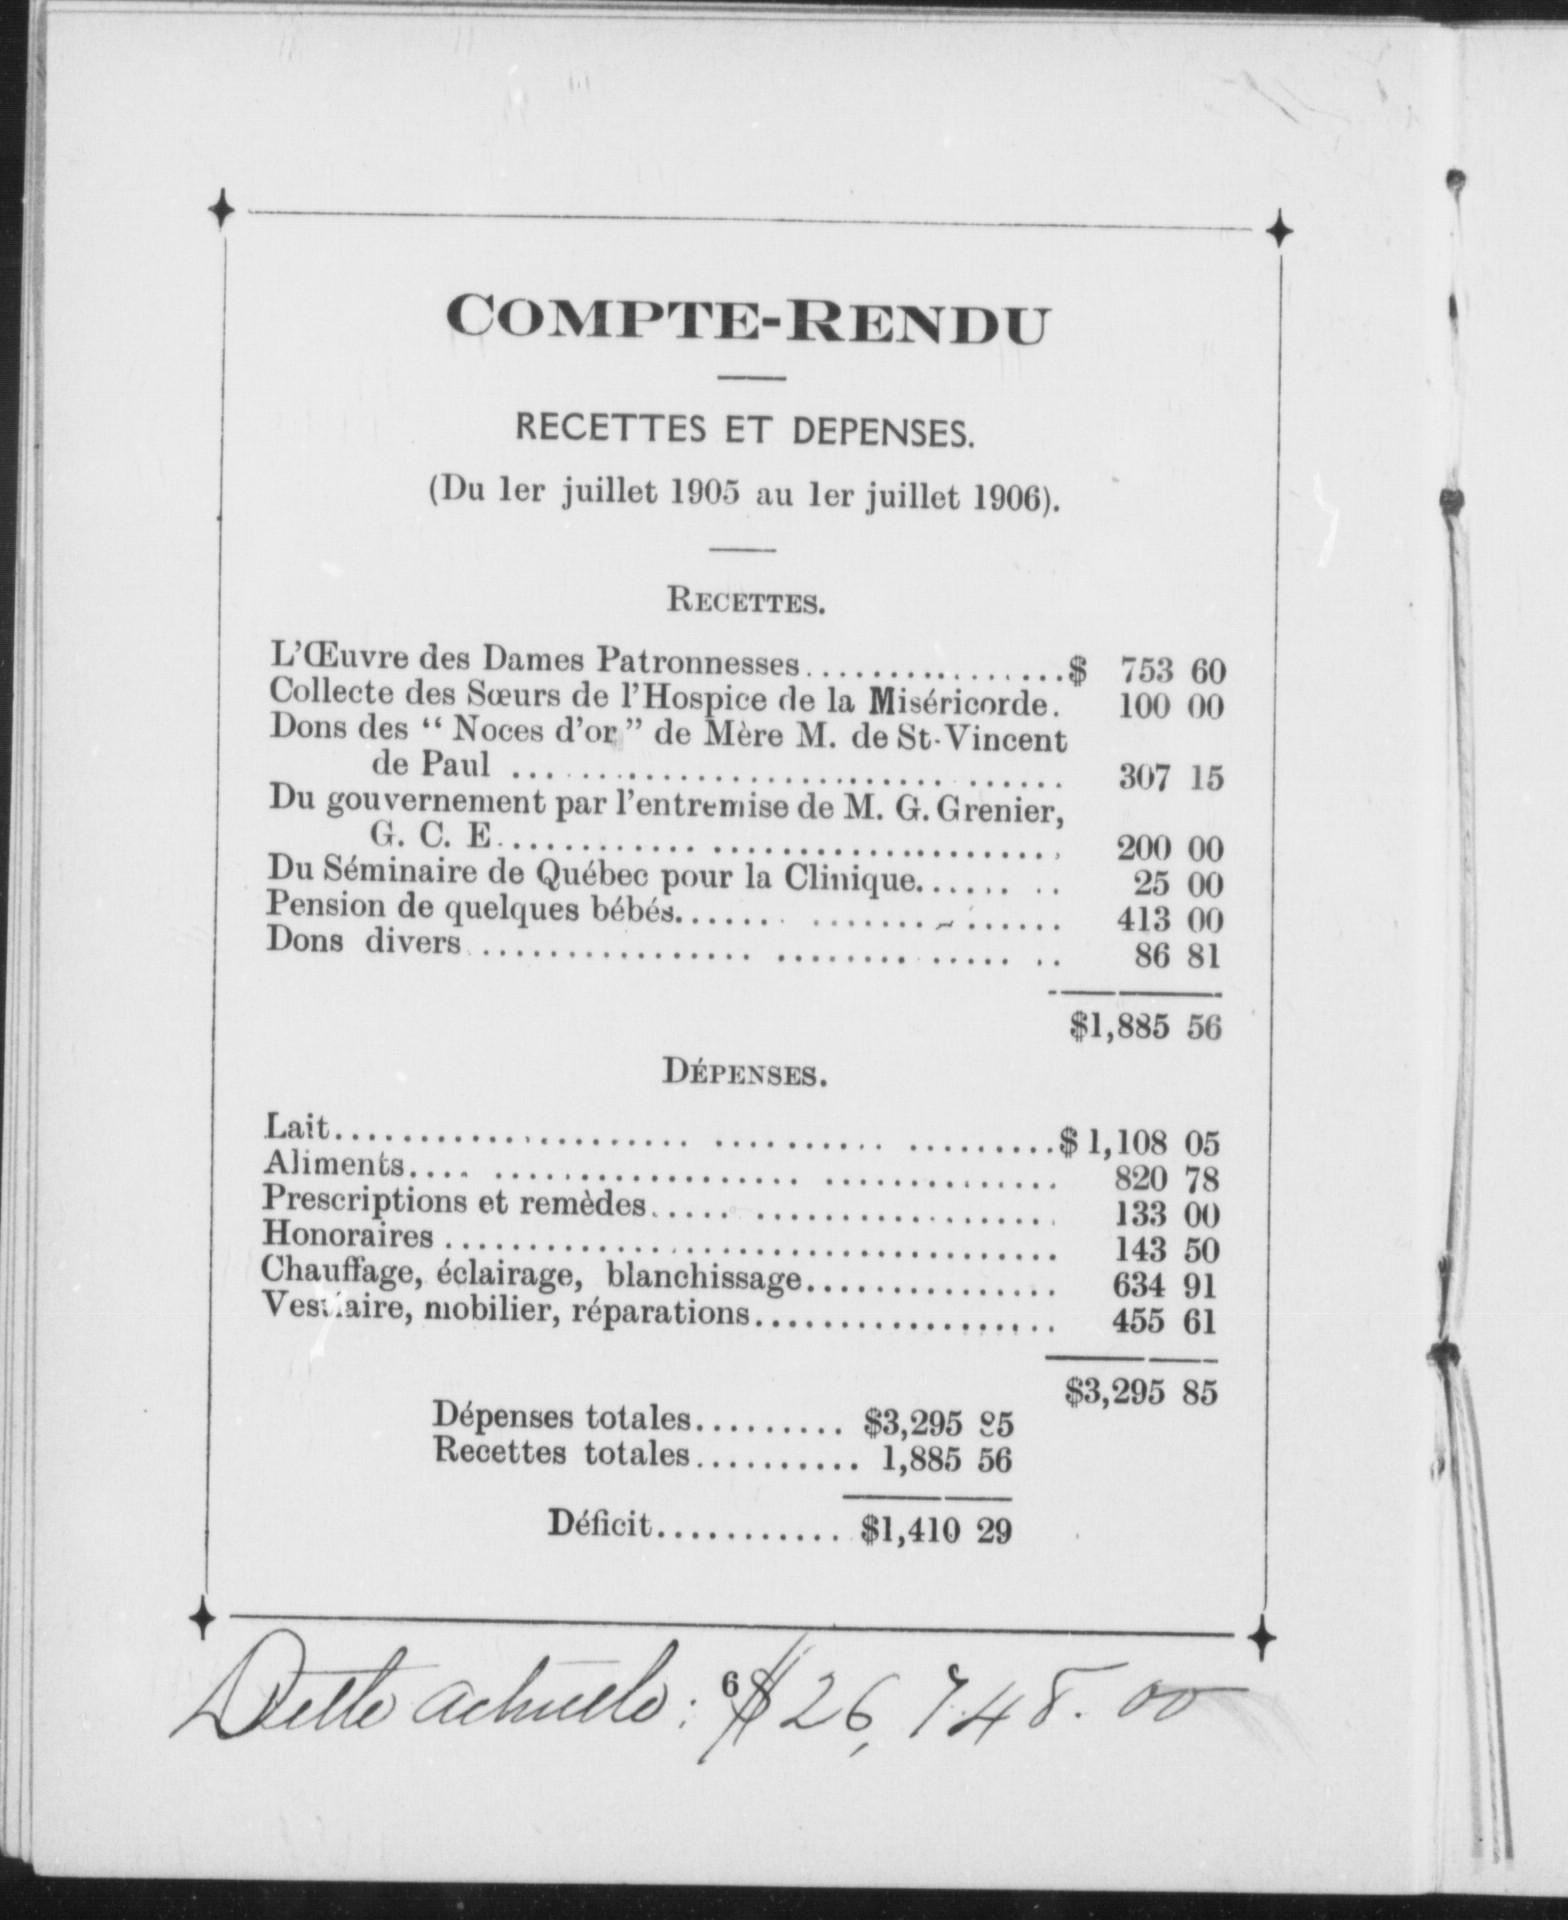 COMPTE-RENDU
RECETTES ET DEPENSES.
(Du 1er juillet 1905 au 1er juillet 1906).
RECETTES.
L'Œuvre des Dames Patronnesses................$ 753 60
Collecte des Sœurs de l'Hospice de la Miséricorde. 100 00
Dons des “ Noces d'or ” de Mère M. de St-Vincent
de Paul ................................ 307 15
Du gouvernement par l'entremise de M. G. Grenier,
G. C. E................................. 200 00
Du Séminaire de Québec pour la Clinique........ 25 00
Pension de quelques bébés...................... 413 00
Dons divers ................................... 86 81
$1,885 56
DÉPENSES.
Lait........................................$ 1,108 05
Aliments.................................... 820 78
Prescriptions et remèdes....................... 133 00
Honoraires ..................................... 143 50
Chauffage, éclairage, blanchissage............... 634 91
Vestiaire, mobilier, réparations.................. 455 61
$3,295 85
Dépenses totales......... $3,295 85
Recettes totales.......... 1,885 56
Déficit........... $1,410 29
Dette actuelle : $26,748.00
6